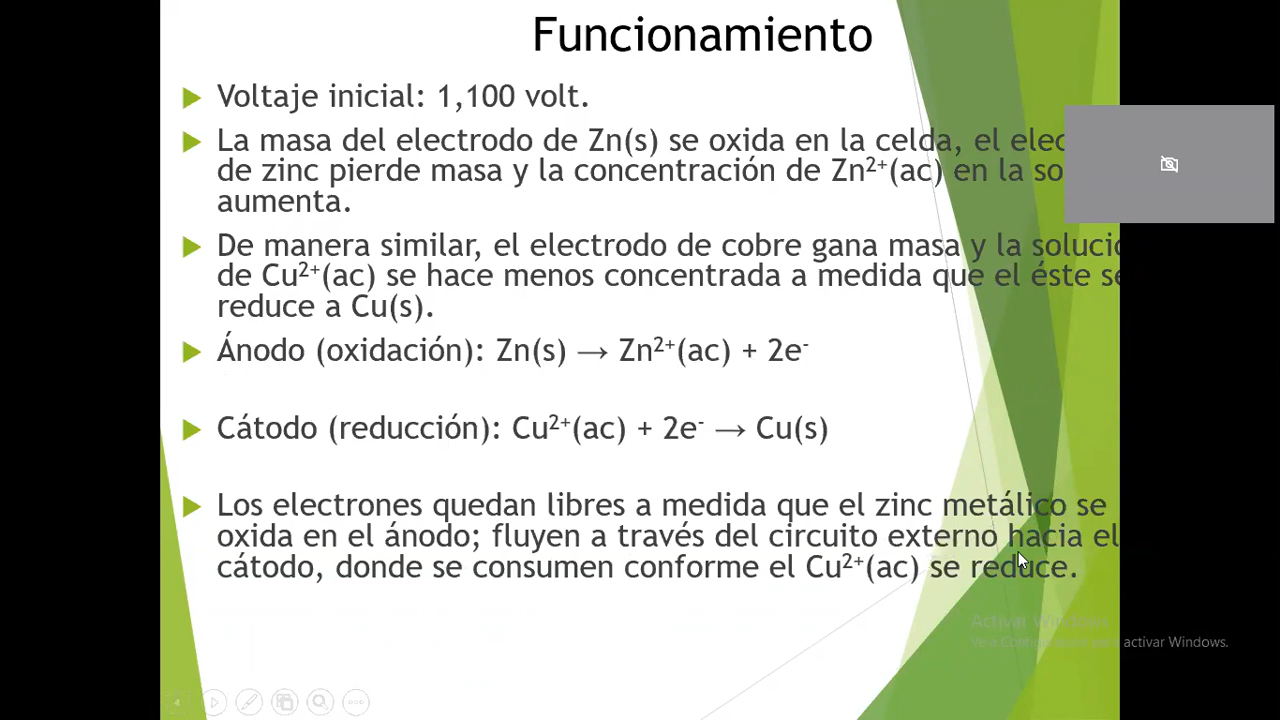 Funcionamiento
Voltaje inicial: 1,100 volt.
La masa del electrodo de Zn(s) se oxida en la celda, el elec
de zinc pierde masa y la concentración de Zn²⁺(ac) en la so
aumenta.
De manera similar, el electrodo de cobre gana masa y la soluci
de Cu²⁺(ac) se hace menos concentrada a medida que el éste se
reduce a Cu(s).
Ánodo (oxidación): Zn(s) → Zn²⁺(ac) + 2e⁻
Cátodo (reducción): Cu²⁺(ac) + 2e⁻ → Cu(s)
Los electrones quedan libres a medida que el zinc metálico se
oxida en el ánodo; fluyen a través del circuito externo hacia el
cátodo, donde se consumen conforme el Cu²⁺(ac) se reduce.
Activar Windows
activar Windows.